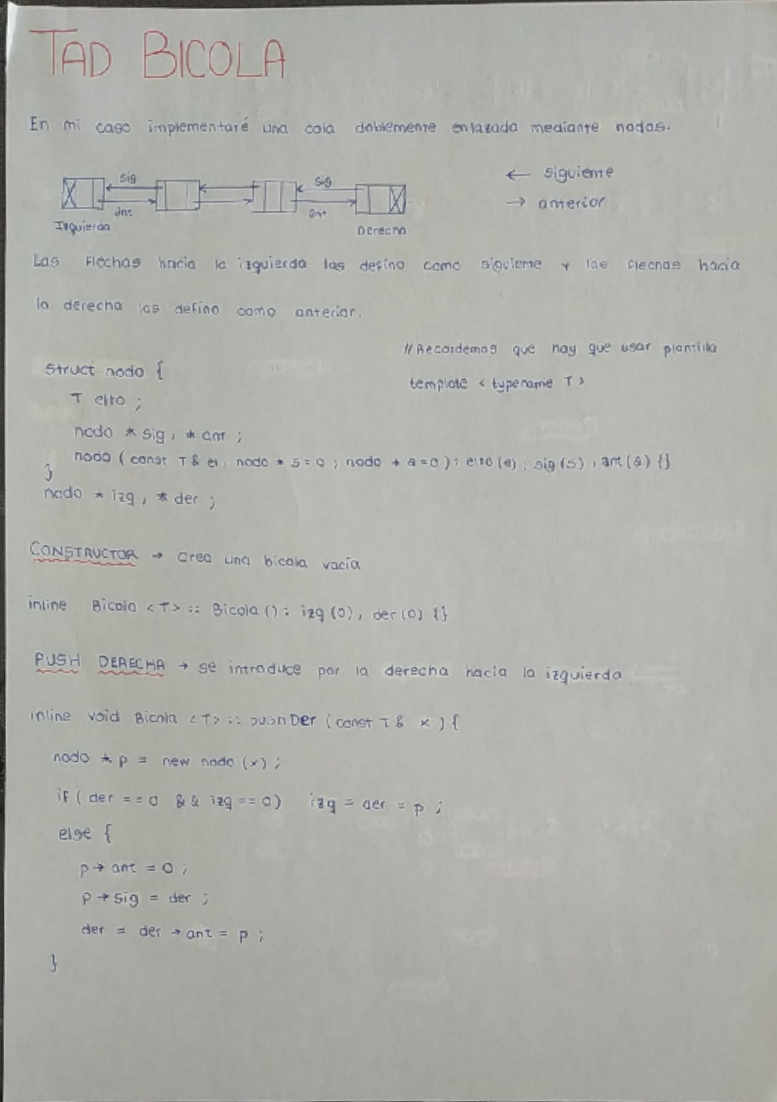 TAD BICOLA
En mi caso implementaré una cola doblemente enlazada mediante nodos.
sig sig ← siguiente
ant ant → anterior
Izquierda Derecha
Las flechas hacia la izquierda las defino como siguiente y las flechas hacia
la derecha las defino como anterior.
// Recordemos que hay que usar plantilla
struct nodo {
template < typename T >
T elto ;
nodo * sig , * ant ;
nodo ( const T & el, nodo * s = 0 , nodo * a = 0 ) : elto (el) , sig (s) , ant (a) {}
}
nodo * izq , * der ;
CONSTRUCTOR → Crea una bicola vacía
inline Bicola <T> :: Bicola () : izq (0) , der (0) {}
PUSH DERECHA → se introduce por la derecha hacia la izquierda
inline void Bicola <T> :: pushDer ( const T & x ) {
nodo * p = new nodo (x) ;
if ( der == 0 && izq == 0 ) izq = der = p ;
else {
p → ant = 0 ;
p → sig = der ;
der = der → ant = p ;
}